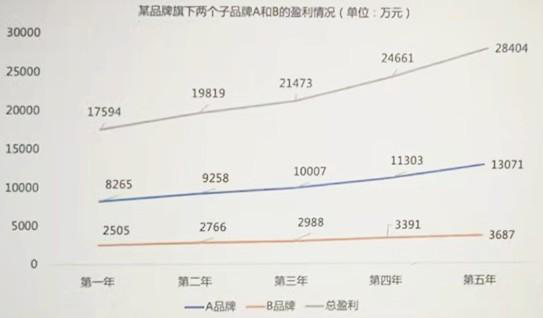 某品牌旗下两个子品牌A和B的盈利情况（单位：万元）
30000
25000
20000
15000
10000
5000
0
17594
19819
21473
24661
28404
8265
9258
10007
11303
13071
2505
2766
2988
3391
3687
第一年
第二年
第三年
第四年
第五年
A品牌
B品牌
总盈利